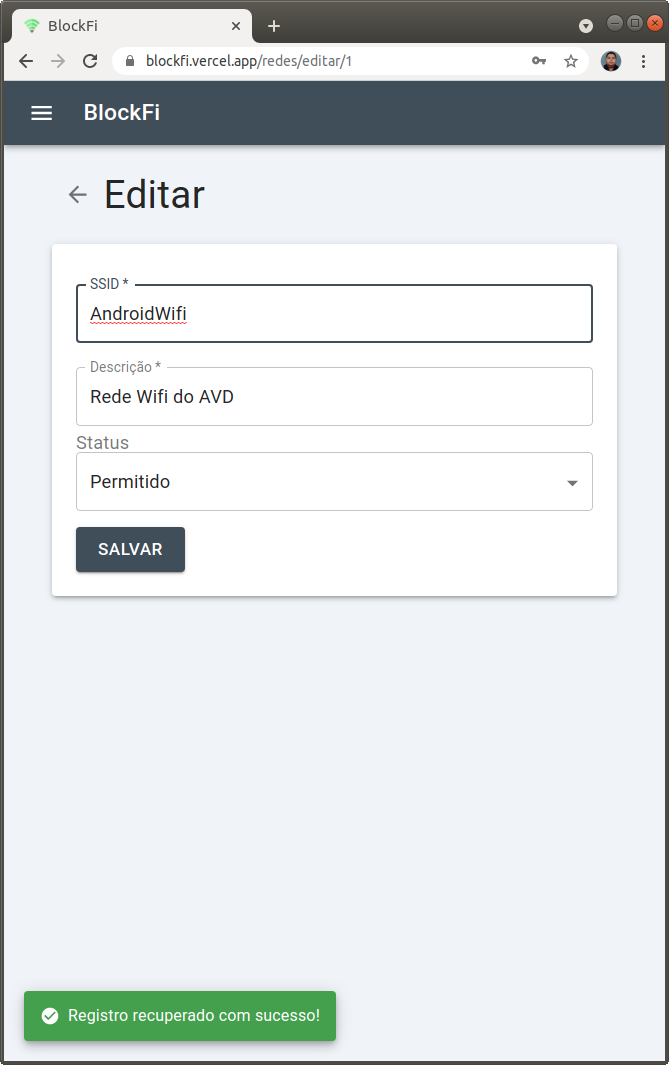 BlockFi
blockfi.vercel.app/redes/editar/1
BlockFi
Editar
SSID *
AndroidWifi
Descrição *
Rede Wifi do AVD
Status
Permitido
SALVAR
Registro recuperado com sucesso!